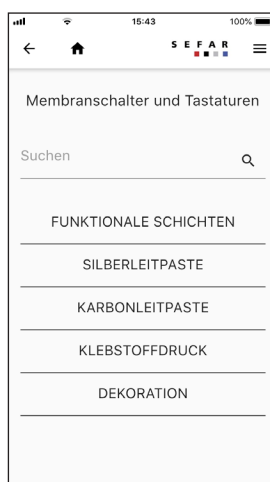 15:43 100%
SEFAR
Membranschalter und Tastaturen
Suchen
FUNKTIONALE SCHICHTEN
SILBERLEITPASTE
KARBONLEITPASTE
KLEBSTOFFDRUCK
DEKORATION